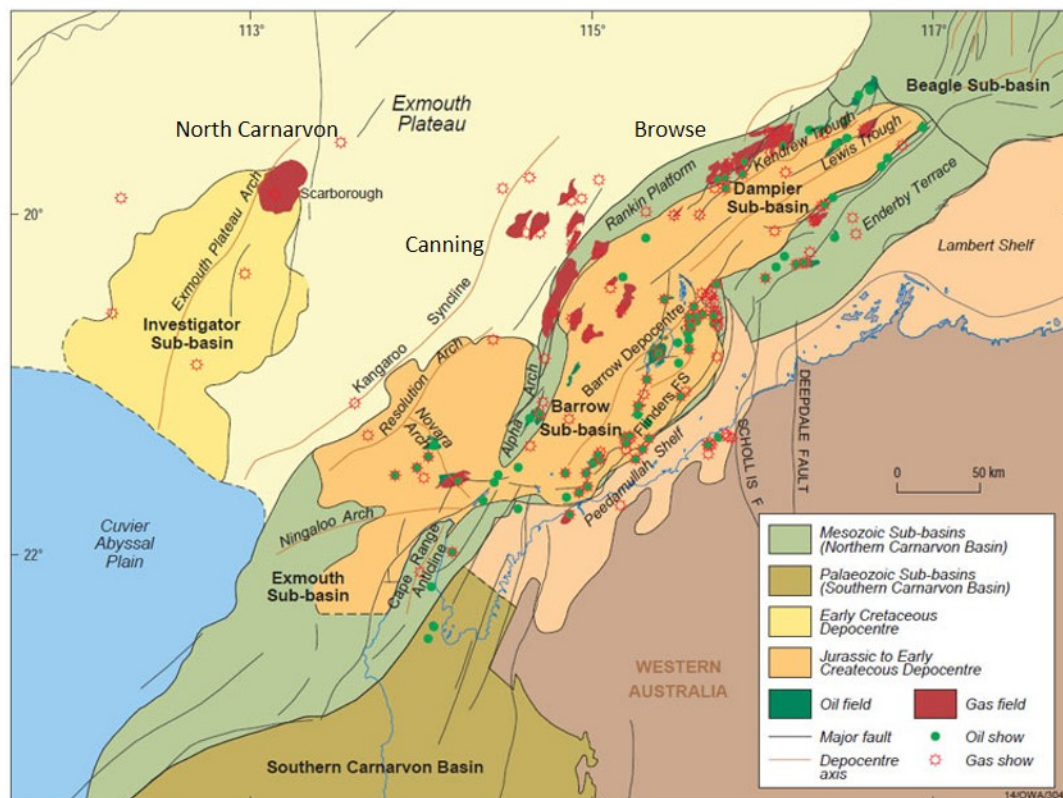 113°
115°
117°
Exmouth
Plateau
North Carnarvon
Browse
Beagle Sub-basin
Kendrew Trough
Lewis Trough
Rankin Platform
Dampier
Sub-basin
Enderby Terrace
Scarborough
20°
Exmouth Plateau Arch
Canning
Lambert Shelf
Investigator
Sub-basin
Kangaroo
Syncline
Resolution Arch
Novara
Arch
Alpha
Arch
Barrow Depocentre
Barrow
Sub-basin
Flinders FS
Peedamullah Shelf
SCHOLL IS F
DEEPDALE FAULT
0
50 km
Cuvier
Abyssal
Plain
22°
Ningaloo Arch
Exmouth
Sub-basin
Cape Range
Anticline
WESTERN
AUSTRALIA
Southern Carnarvon Basin
Mesozoic Sub-basins
(Northern Carnarvon Basin)
Palaeozoic Sub-basins
(Southern Carnarvon Basin)
Early Cretaceous
Depocentre
Jurassic to Early
Createcous Depocentre
Oil field
Gas field
Major fault
Oil show
Depocentre
axis
Gas show